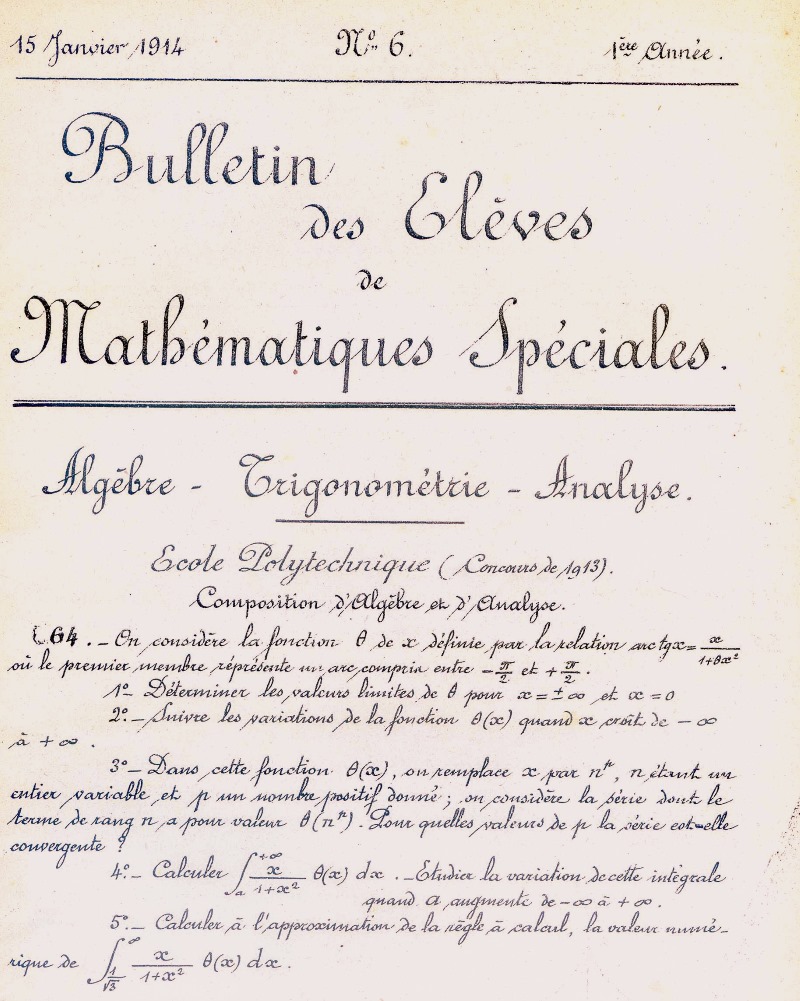 15 Janvier 1914 N° 6. 1ère Année.
Bulletin
des Elèves
de
Mathématiques Spéciales.
Algèbre - Trigonométrie - Analyse.
Ecole Polytechnique (Concours de 1913).
Composition d'Algèbre et d'Analyse.
64. - On considère la fonction θ de x définie par la relation arc tg x = x/(1+θx²)
où le premier membre représente un arc compris entre -π/2 et +π/2.
1° - Déterminer les valeurs limites de θ pour x = ±∞ et x = 0
2° - Suivre les variations de la fonction θ(x) quand x croît de -∞
à +∞.
3° - Dans cette fonction θ(x), on remplace x par nᵖ, n étant un
entier variable et p un nombre positif donné; on considère la série dont le
terme de rang n a pour valeur θ(nᵖ). Pour quelles valeurs de p la série est-elle
convergente ?
4° - Calculer ∫ₐ^{+∞} x/(1+x²) θ(x) dx. - Etudier la variation de cette intégrale
quand a augmente de -∞ à +∞.
5° - Calculer à l'approximation de la règle à calcul, la valeur numé-
rique de ∫_{1/√3}^{∞} x/(1+x²) θ(x) dx.